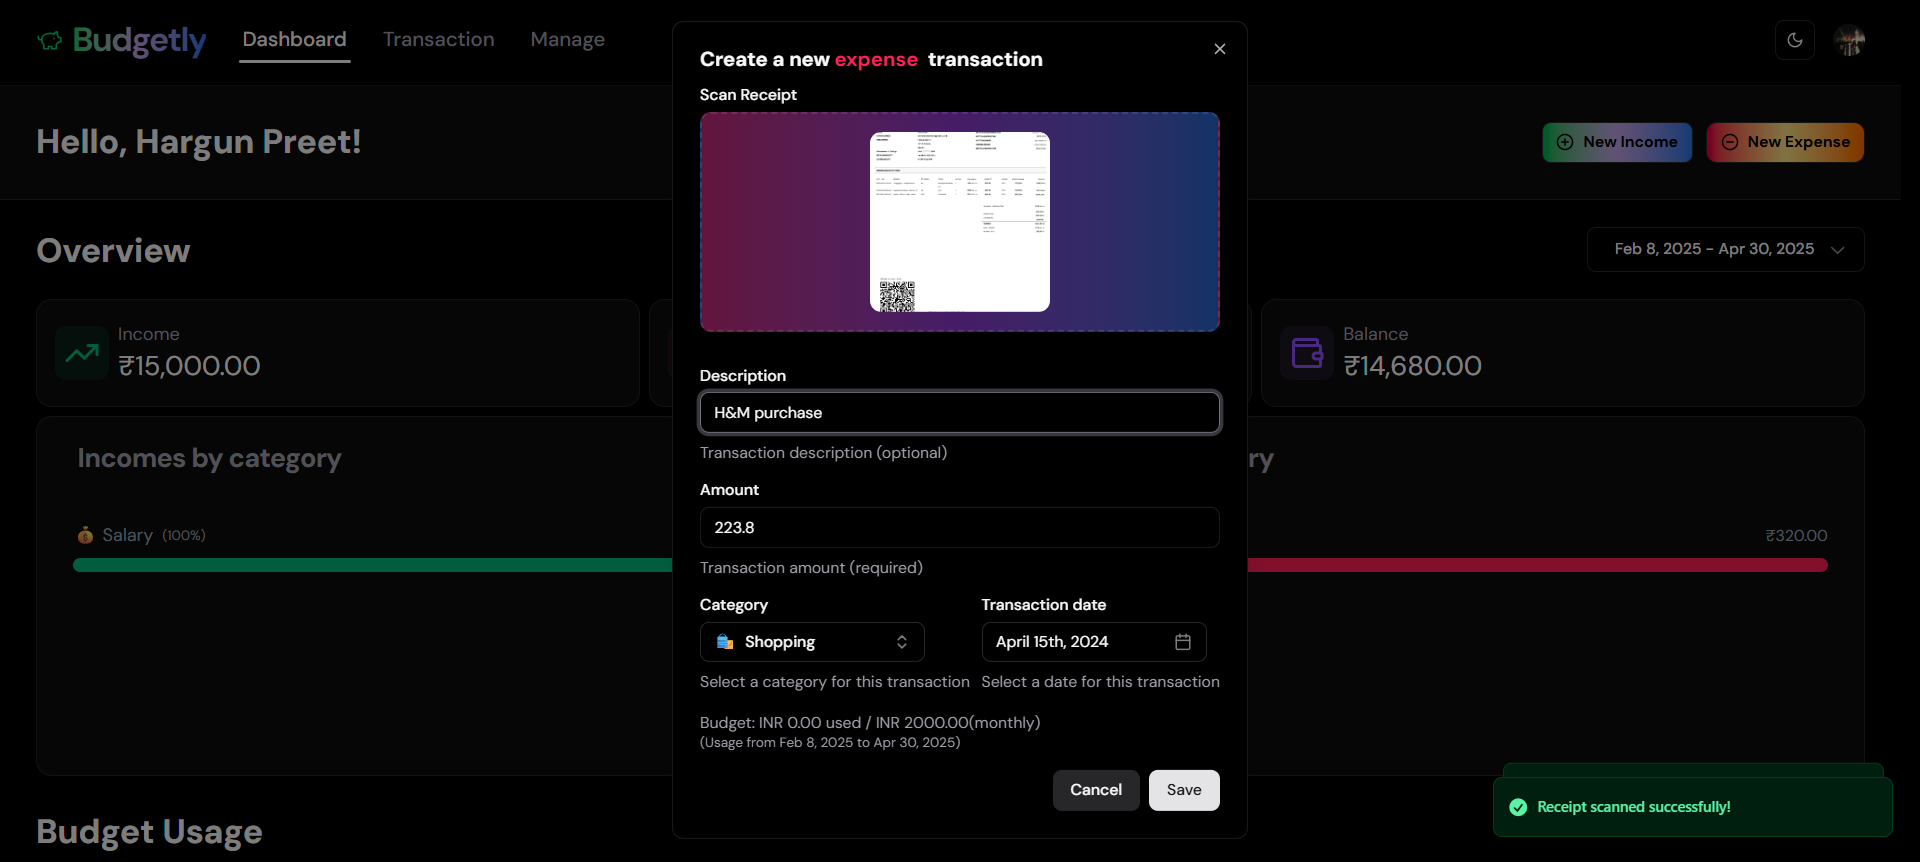 Budgetly Dashboard Transaction Manage
Hello, Hargun Preet!
New Income New Expense
Overview
Feb 8, 2025 - Apr 30, 2025
Income
₹15,000.00
Balance
₹14,680.00
Incomes by category
ry
Salary (100%)
₹320.00
Budget Usage
Create a new expense transaction
Scan Receipt
Description
H&M purchase
Transaction description (optional)
Amount
223.8
Transaction amount (required)
Category Transaction date
Shopping April 15th, 2024
Select a category for this transaction Select a date for this transaction
Budget: INR 0.00 used / INR 2000.00(monthly)
(Usage from Feb 8, 2025 to Apr 30, 2025)
Cancel Save
Receipt scanned successfully!